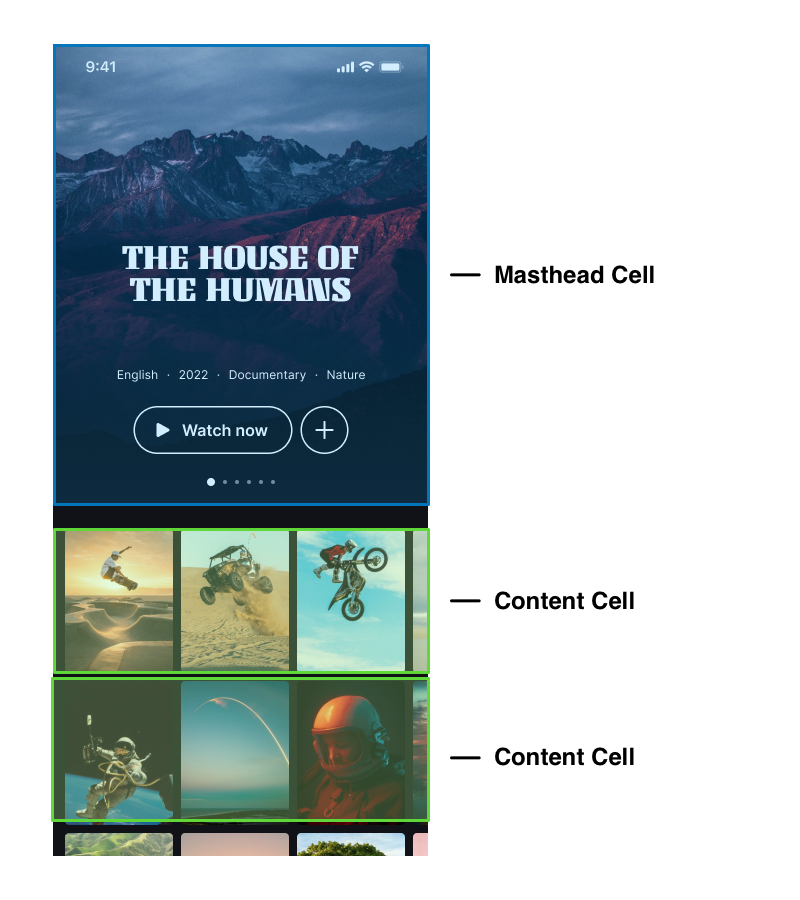 9:41
THE HOUSE OF
THE HUMANS
English · 2022 · Documentary · Nature
Watch now
Masthead Cell
Content Cell
Content Cell